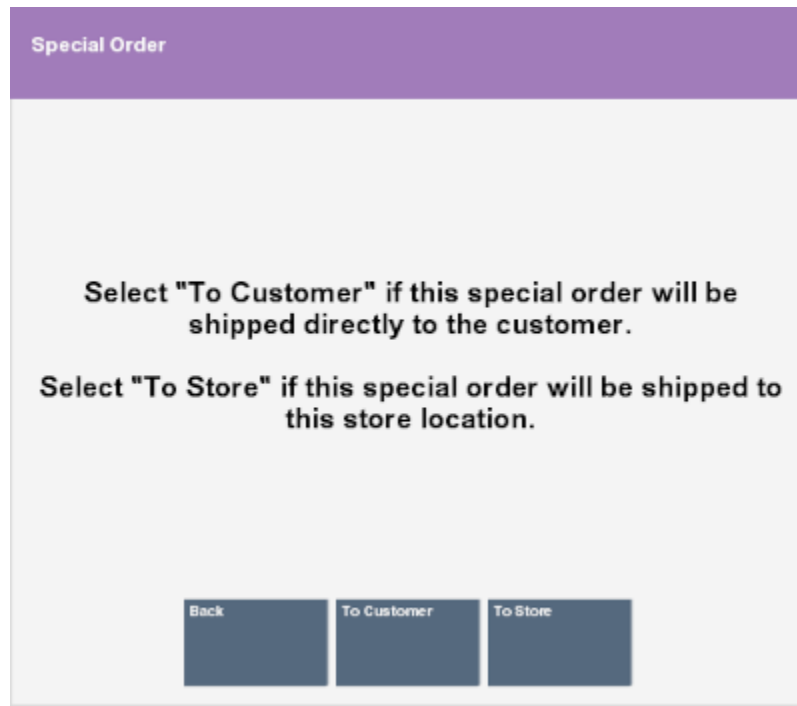 Special Order
Select "To Customer" if this special order will be
shipped directly to the customer.
Select "To Store" if this special order will be shipped to
this store location.
Back
To Customer
To Store